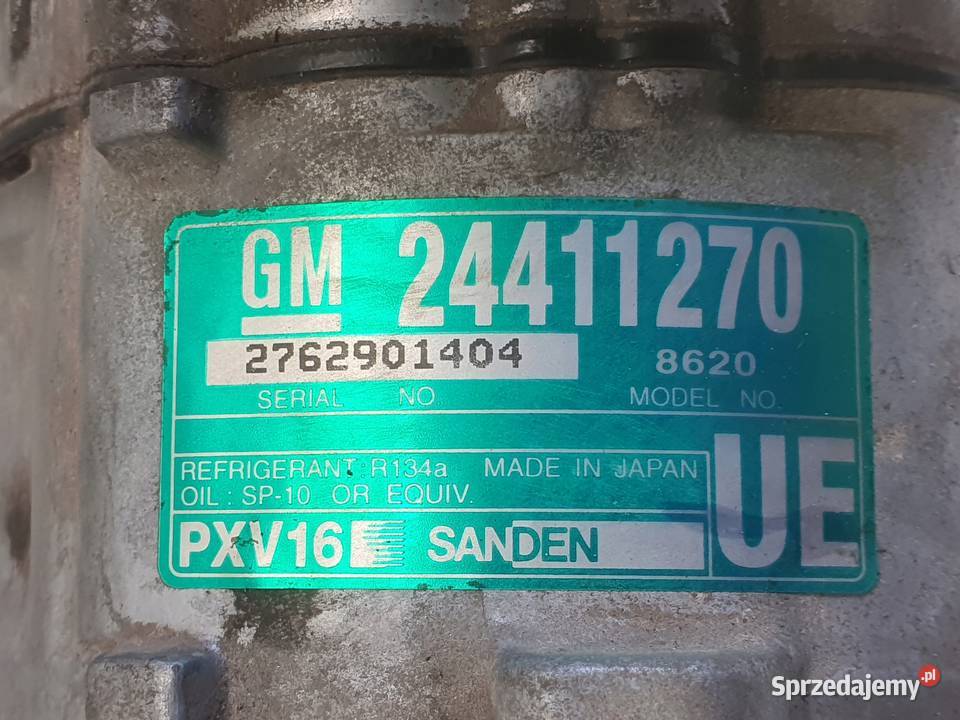 GM 24411270
2762901404 8620
SERIAL NO MODEL NO.
REFRIGERANT : R134a MADE IN JAPAN
OIL : SP-10 OR EQUIV.
PXV16 SANDEN UE
Sprzedajemy.pl